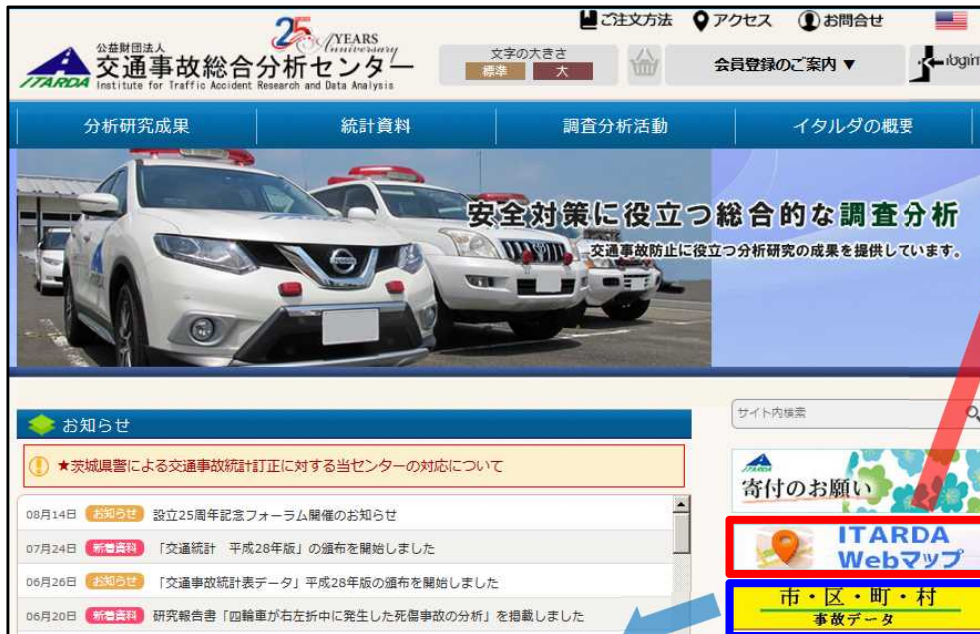 25 YEARS
Anniversary
ご注文方法 アクセス お問合せ
公益財団法人
交通事故総合分析センター
ITARDA Institute for Traffic Accident Research and Data Analysis
文字の大きさ
標準 大
会員登録のご案内 ▼
login
分析研究成果 統計資料 調査分析活動 イタルダの概要
安全対策に役立つ総合的な調査分析
交通事故防止に役立つ分析研究の成果を提供しています。
お知らせ
★茨城県警による交通事故統計訂正に対する当センターの対応について
08月14日 お知らせ 設立25周年記念フォーラム開催のお知らせ
07月24日 新着資料 「交通統計 平成28年版」の頒布を開始しました
06月26日 お知らせ 「交通事故統計表データ」平成28年版の頒布を開始しました
06月20日 新着資料 研究報告書「四輪車が右左折中に発生した死傷事故の分析」を掲載しました
サイト内検索
寄付のお願い
ITARDA
Webマップ
市・区・町・村
事故データ